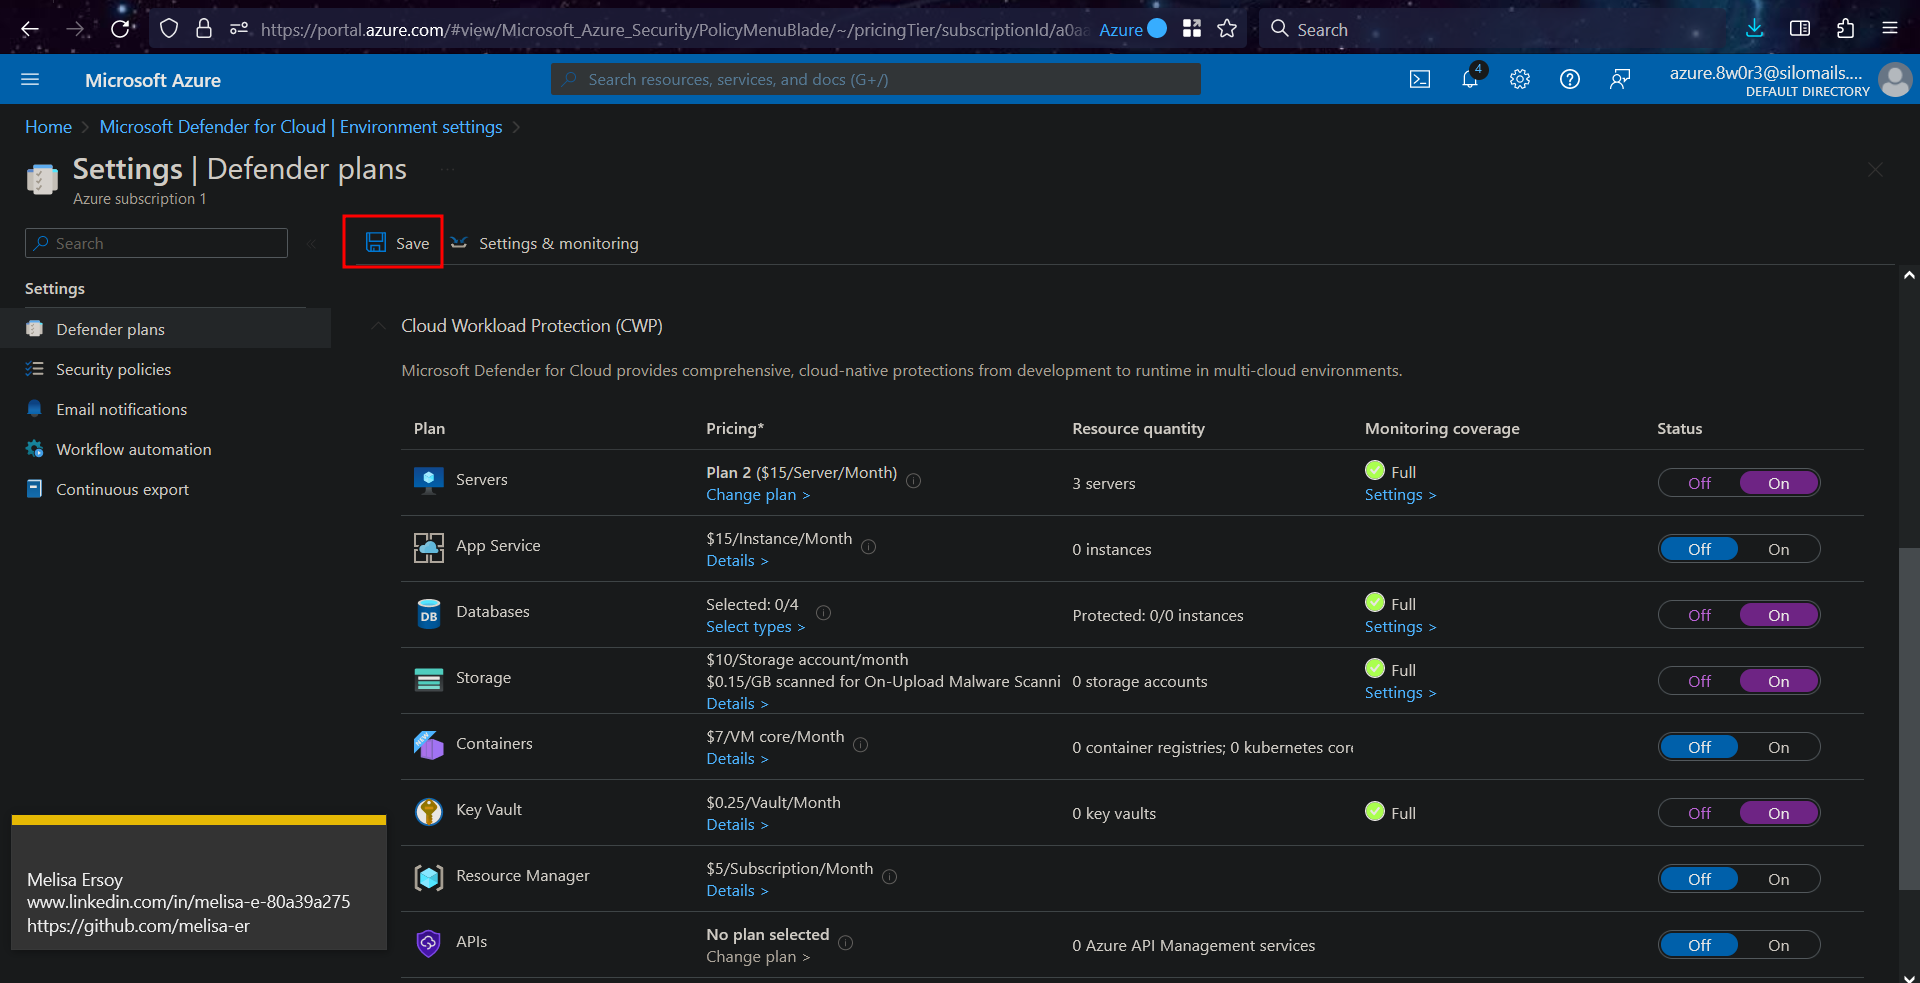 https://portal.azure.com/#view/Microsoft_Azure_Security/PolicyMenuBlade/~/pricingTier/subscriptionId/a0aa
Azure
Search
Microsoft Azure
Search resources, services, and docs (G+/)
4
azure.8w0r3@silomails....
DEFAULT DIRECTORY
Home > Microsoft Defender for Cloud | Environment settings >
Settings | Defender plans ...
Azure subscription 1
Search
«
Save
Settings & monitoring
Settings
Defender plans
Security policies
Email notifications
Workflow automation
Continuous export
Cloud Workload Protection (CWP)
Microsoft Defender for Cloud provides comprehensive, cloud-native protections from development to runtime in multi-cloud environments.
Plan Pricing* Resource quantity Monitoring coverage Status
Servers
Plan 2 ($15/Server/Month)
Change plan >
3 servers
Full
Settings >
Off On
App Service
$15/Instance/Month
Details >
0 instances
Off On
DB
Databases
Selected: 0/4
Select types >
Protected: 0/0 instances
Full
Settings >
Off On
Storage
$10/Storage account/month
$0.15/GB scanned for On-Upload Malware Scanni
Details >
0 storage accounts
Full
Settings >
Off On
NEW
Containers
$7/VM core/Month
Details >
0 container registries; 0 kubernetes core
Off On
Key Vault
$0.25/Vault/Month
Details >
0 key vaults
Full
Off On
Resource Manager
$5/Subscription/Month
Details >
Off On
APIs
No plan selected
Change plan >
0 Azure API Management services
Off On
Melisa Ersoy
www.linkedin.com/in/melisa-e-80a39a275
https://github.com/melisa-er